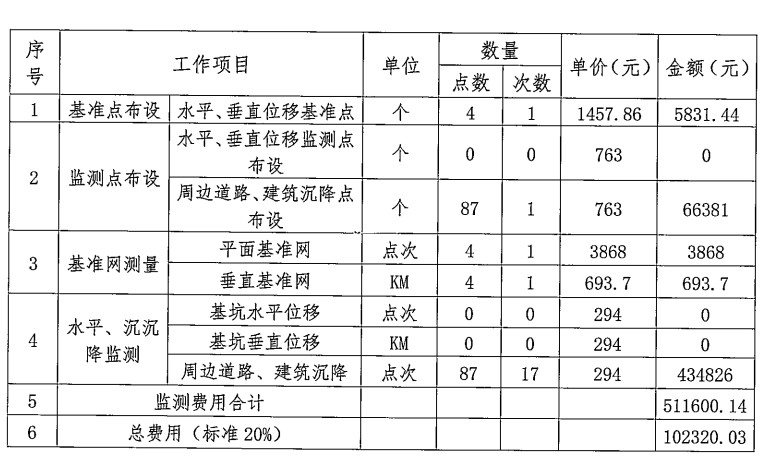 序号 工作项目 单位 数量 单价(元) 金额(元)
点数 次数
1 基准点布设 水平、垂直位移基准点 个 4 1 1457.86 5831.44
2 监测点布设 水平、垂直位移监测点布设 个 0 0 763 0
周边道路、建筑沉降点布设 个 87 1 763 66381
3 基准网测量 平面基准网 点次 4 1 3868 3868
垂直基准网 KM 4 1 693.7 693.7
4 水平、沉沉降监测 基坑水平位移 点次 0 0 294 0
基坑垂直位移 KM 0 0 294 0
周边道路、建筑沉降 点次 87 17 294 434826
5 监测费用合计 511600.14
6 总费用(标准20%) 102320.03